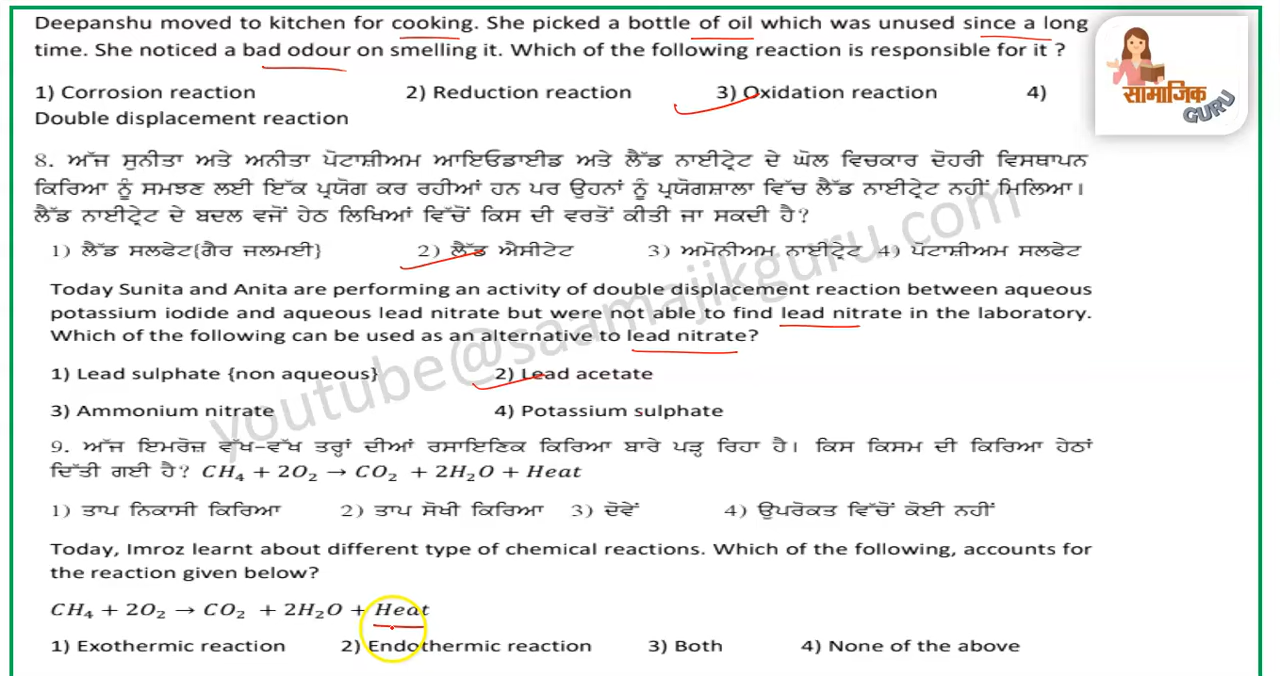 Deepanshu moved to kitchen for cooking. She picked a bottle of oil which was unused since a long
time. She noticed a bad odour on smelling it. Which of the following reaction is responsible for it ?
1) Corrosion reaction 2) Reduction reaction 3) Oxidation reaction 4)
Double displacement reaction
सामाजिक
GURU
8. ਅੱਜ ਸੁਨੀਤਾ ਅਤੇ ਅਨੀਤਾ ਪੋਟਾਸ਼ੀਅਮ ਆਇਓਡਾਈਡ ਅਤੇ ਲੈੱਡ ਨਾਈਟ੍ਰੇਟ ਦੇ ਘੋਲ ਵਿਚਕਾਰ ਦੋਹਰੀ ਵਿਸਥਾਪਨ
ਕਿਰਿਆ ਨੂੰ ਸਮਝਣ ਲਈ ਇੱਕ ਪ੍ਰਯੋਗ ਕਰ ਰਹੀਆਂ ਹਨ ਪਰ ਉਹਨਾਂ ਨੂੰ ਪ੍ਰਯੋਗਸ਼ਾਲਾ ਵਿੱਚ ਲੈੱਡ ਨਾਈਟ੍ਰੇਟ ਨਹੀਂ ਮਿਲਿਆ।
ਲੈੱਡ ਨਾਈਟ੍ਰੇਟ ਦੇ ਬਦਲ ਵਜੋਂ ਹੇਠ ਲਿਖਿਆਂ ਵਿੱਚੋਂ ਕਿਸ ਦੀ ਵਰਤੋਂ ਕੀਤੀ ਜਾ ਸਕਦੀ ਹੈ?
1) ਲੈੱਡ ਸਲਫੇਟ{ਗੈਰ ਜਲਮਈ} 2) ਲੈੱਡ ਐਸੀਟੇਟ 3) ਅਮੋਨੀਅਮ ਨਾਈਟ੍ਰੇਟ 4) ਪੋਟਾਸ਼ੀਅਮ ਸਲਫੇਟ
Today Sunita and Anita are performing an activity of double displacement reaction between aqueous
potassium iodide and aqueous lead nitrate but were not able to find lead nitrate in the laboratory.
Which of the following can be used as an alternative to lead nitrate?
1) Lead sulphate {non aqueous} 2) Lead acetate
3) Ammonium nitrate 4) Potassium sulphate
youtube@saamajikguru.com
9. ਅੱਜ ਇਮਰੋਜ਼ ਵੱਖ-ਵੱਖ ਤਰ੍ਹਾਂ ਦੀਆਂ ਰਸਾਇਣਿਕ ਕਿਰਿਆ ਬਾਰੇ ਪੜ੍ਹ ਰਿਹਾ ਹੈ। ਕਿਸ ਕਿਸਮ ਦੀ ਕਿਰਿਆ ਹੇਠਾਂ
ਦਿੱਤੀ ਗਈ ਹੈ? CH₄ + 2O₂ → CO₂ + 2H₂O + Heat
1) ਤਾਪ ਨਿਕਾਸੀ ਕਿਰਿਆ 2) ਤਾਪ ਸੋਖੀ ਕਿਰਿਆ 3) ਦੋਵੇਂ 4) ਉਪਰੋਕਤ ਵਿੱਚੋਂ ਕੋਈ ਨਹੀਂ
Today, Imroz learnt about different type of chemical reactions. Which of the following, accounts for
the reaction given below?
CH₄ + 2O₂ → CO₂ + 2H₂O + Heat
1) Exothermic reaction 2) Endothermic reaction 3) Both 4) None of the above